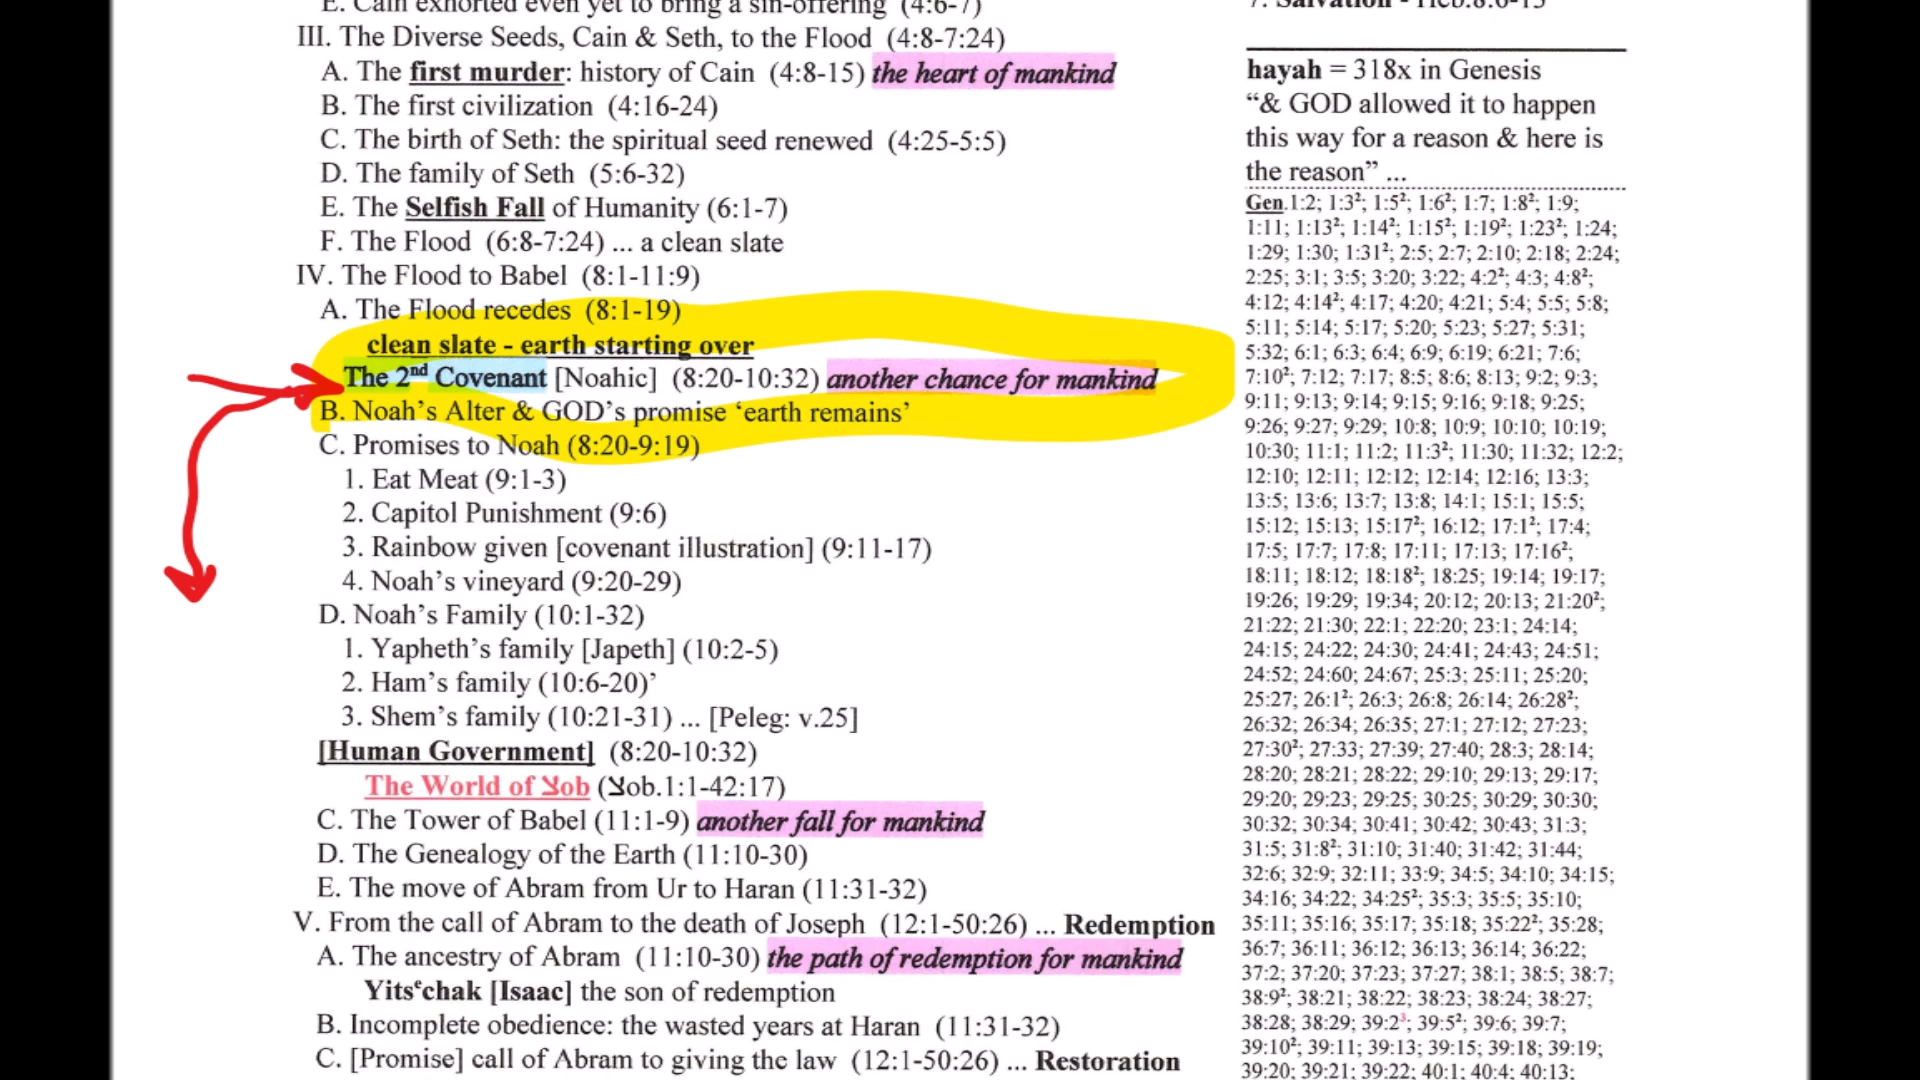 E. Cain exhorted even yet to bring a sin-offering (4:6-7)
III. The Diverse Seeds, Cain & Seth, to the Flood (4:8-7:24)
A. The first murder: history of Cain (4:8-15) the heart of mankind
B. The first civilization (4:16-24)
C. The birth of Seth: the spiritual seed renewed (4:25-5:5)
D. The family of Seth (5:6-32)
E. The Selfish Fall of Humanity (6:1-7)
F. The Flood (6:8-7:24) ... a clean slate
IV. The Flood to Babel (8:1-11:9)
A. The Flood recedes (8:1-19)
clean slate - earth starting over
The 2nd Covenant [Noahic] (8:20-10:32) another chance for mankind
B. Noah’s Alter & GOD’s promise ‘earth remains’
C. Promises to Noah (8:20-9:19)
1. Eat Meat (9:1-3)
2. Capitol Punishment (9:6)
3. Rainbow given [covenant illustration] (9:11-17)
4. Noah’s vineyard (9:20-29)
D. Noah’s Family (10:1-32)
1. Yapheth’s family [Japeth] (10:2-5)
2. Ham’s family (10:6-20)’
3. Shem’s family (10:21-31) ... [Peleg: v.25]
[Human Government] (8:20-10:32)
The World of לob (לob.1:1-42:17)
C. The Tower of Babel (11:1-9) another fall for mankind
D. The Genealogy of the Earth (11:10-30)
E. The move of Abram from Ur to Haran (11:31-32)
V. From the call of Abram to the death of Joseph (12:1-50:26) ... Redemption
A. The ancestry of Abram (11:10-30) the path of redemption for mankind
Yitsᵉchak [Isaac] the son of redemption
B. Incomplete obedience: the wasted years at Haran (11:31-32)
C. [Promise] call of Abram to giving the law (12:1-50:26) ... Restoration
7. Salvation - Heb.8:6-13
hayah = 318x in Genesis
“& GOD allowed it to happen
this way for a reason & here is
the reason” ...
Gen.1:2; 1:3²; 1:5²; 1:6²; 1:7; 1:8²; 1:9;
1:11; 1:13²; 1:14²; 1:15²; 1:19²; 1:23²; 1:24;
1:29; 1:30; 1:31²; 2:5; 2:7; 2:10; 2:18; 2:24;
2:25; 3:1; 3:5; 3:20; 3:22; 4:2²; 4:3; 4:8²;
4:12; 4:14²; 4:17; 4:20; 4:21; 5:4; 5:5; 5:8;
5:11; 5:14; 5:17; 5:20; 5:23; 5:27; 5:31;
5:32; 6:1; 6:3; 6:4; 6:9; 6:19; 6:21; 7:6;
7:10²; 7:12; 7:17; 8:5; 8:6; 8:13; 9:2; 9:3;
9:11; 9:13; 9:14; 9:15; 9:16; 9:18; 9:25;
9:26; 9:27; 9:29; 10:8; 10:9; 10:10; 10:19;
10:30; 11:1; 11:2; 11:3²; 11:30; 11:32; 12:2;
12:10; 12:11; 12:12; 12:14; 12:16; 13:3;
13:5; 13:6; 13:7; 13:8; 14:1; 15:1; 15:5;
15:12; 15:13; 15:17²; 16:12; 17:1²; 17:4;
17:5; 17:7; 17:8; 17:11; 17:13; 17:16²;
18:11; 18:12; 18:18²; 18:25; 19:14; 19:17;
19:26; 19:29; 19:34; 20:12; 20:13; 21:20²;
21:22; 21:30; 22:1; 22:20; 23:1; 24:14;
24:15; 24:22; 24:30; 24:41; 24:43; 24:51;
24:52; 24:60; 24:67; 25:3; 25:11; 25:20;
25:27; 26:1²; 26:3; 26:8; 26:14; 26:28²;
26:32; 26:34; 26:35; 27:1; 27:12; 27:23;
27:30²; 27:33; 27:39; 27:40; 28:3; 28:14;
28:20; 28:21; 28:22; 29:10; 29:13; 29:17;
29:20; 29:23; 29:25; 30:25; 30:29; 30:30;
30:32; 30:34; 30:41; 30:42; 30:43; 31:3;
31:5; 31:8²; 31:10; 31:40; 31:42; 31:44;
32:6; 32:9; 32:11; 33:9; 34:5; 34:10; 34:15;
34:16; 34:22; 34:25²; 35:3; 35:5; 35:10;
35:11; 35:16; 35:17; 35:18; 35:22²; 35:28;
36:7; 36:11; 36:12; 36:13; 36:14; 36:22;
37:2; 37:20; 37:23; 37:27; 38:1; 38:5; 38:7;
38:9²; 38:21; 38:22; 38:23; 38:24; 38:27;
38:28; 38:29; 39:2³; 39:5²; 39:6; 39:7;
39:10²; 39:11; 39:13; 39:15; 39:18; 39:19;
39:20; 39:21; 39:22; 40:1; 40:4; 40:13;